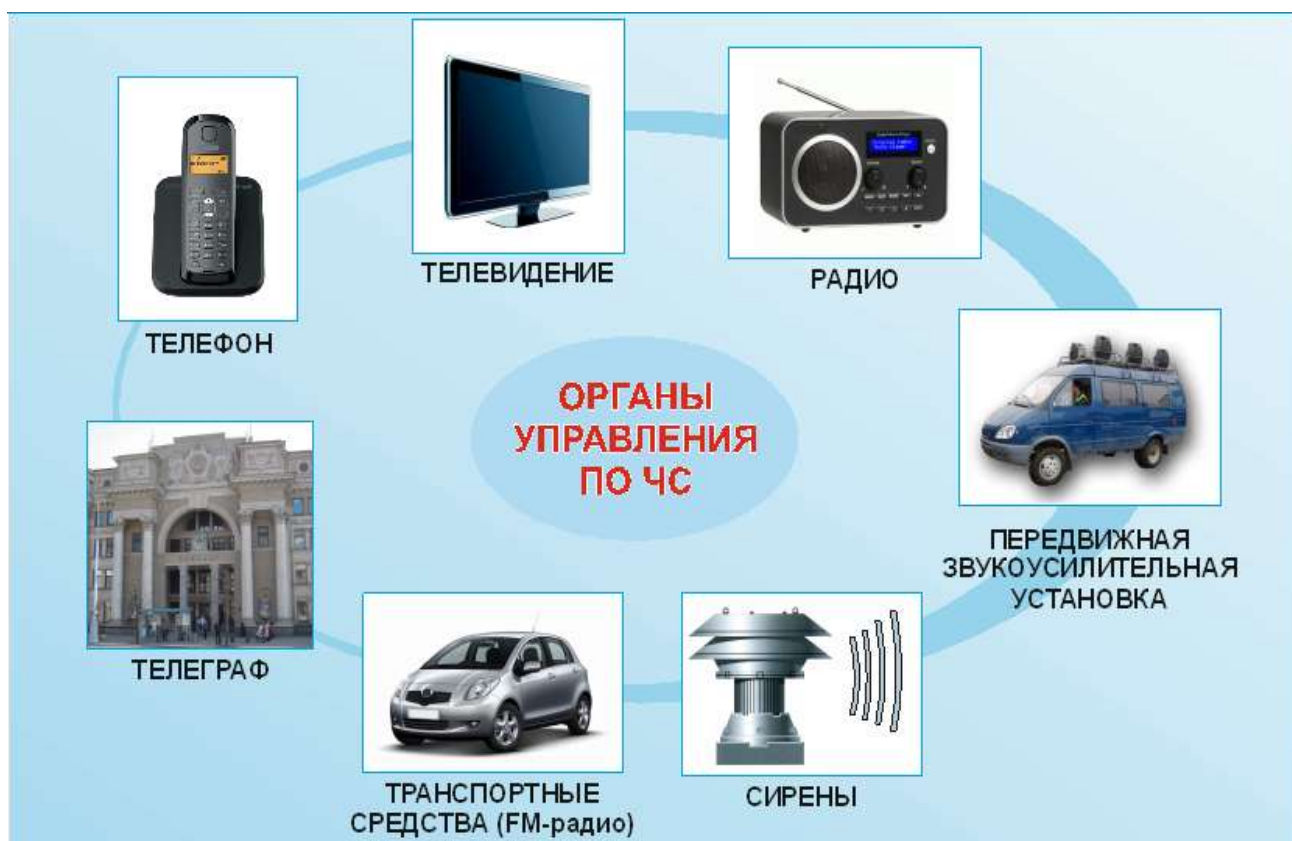 ТЕЛЕВИДЕНИЕ
РАДИО
ТЕЛЕФОН
ОРГАНЫ
УПРАВЛЕНИЯ
ПО ЧС
ПЕРЕДВИЖНАЯ
ЗВУКОУСИЛИТЕЛЬНАЯ
УСТАНОВКА
ТЕЛЕГРАФ
ТРАНСПОРТНЫЕ
СРЕДСТВА (FM-радио)
СИРЕНЫ